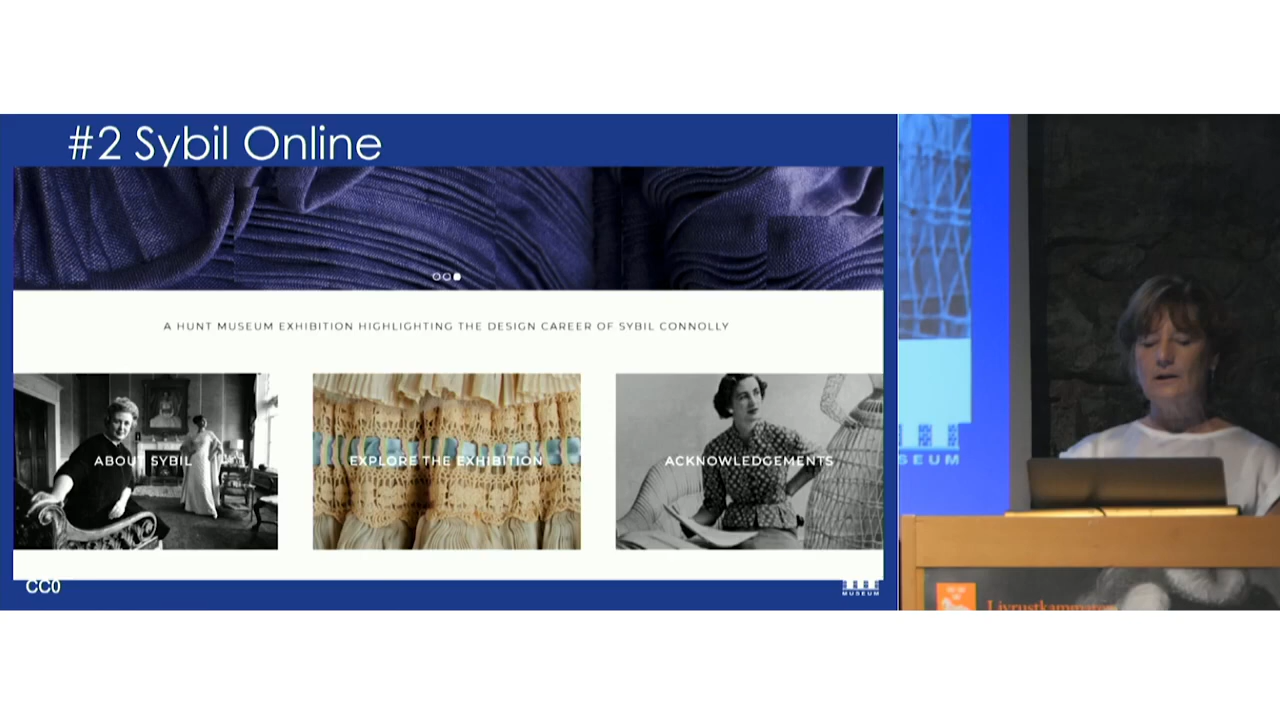 #2 Sybil Online
A HUNT MUSEUM EXHIBITION HIGHLIGHTING THE DESIGN CAREER OF SYBIL CONNOLLY
ABOUT SYBIL
EXPLORE THE EXHIBITION
ACKNOWLEDGEMENTS
CC0
MUSEUM
SEUM
Livrustkammaren